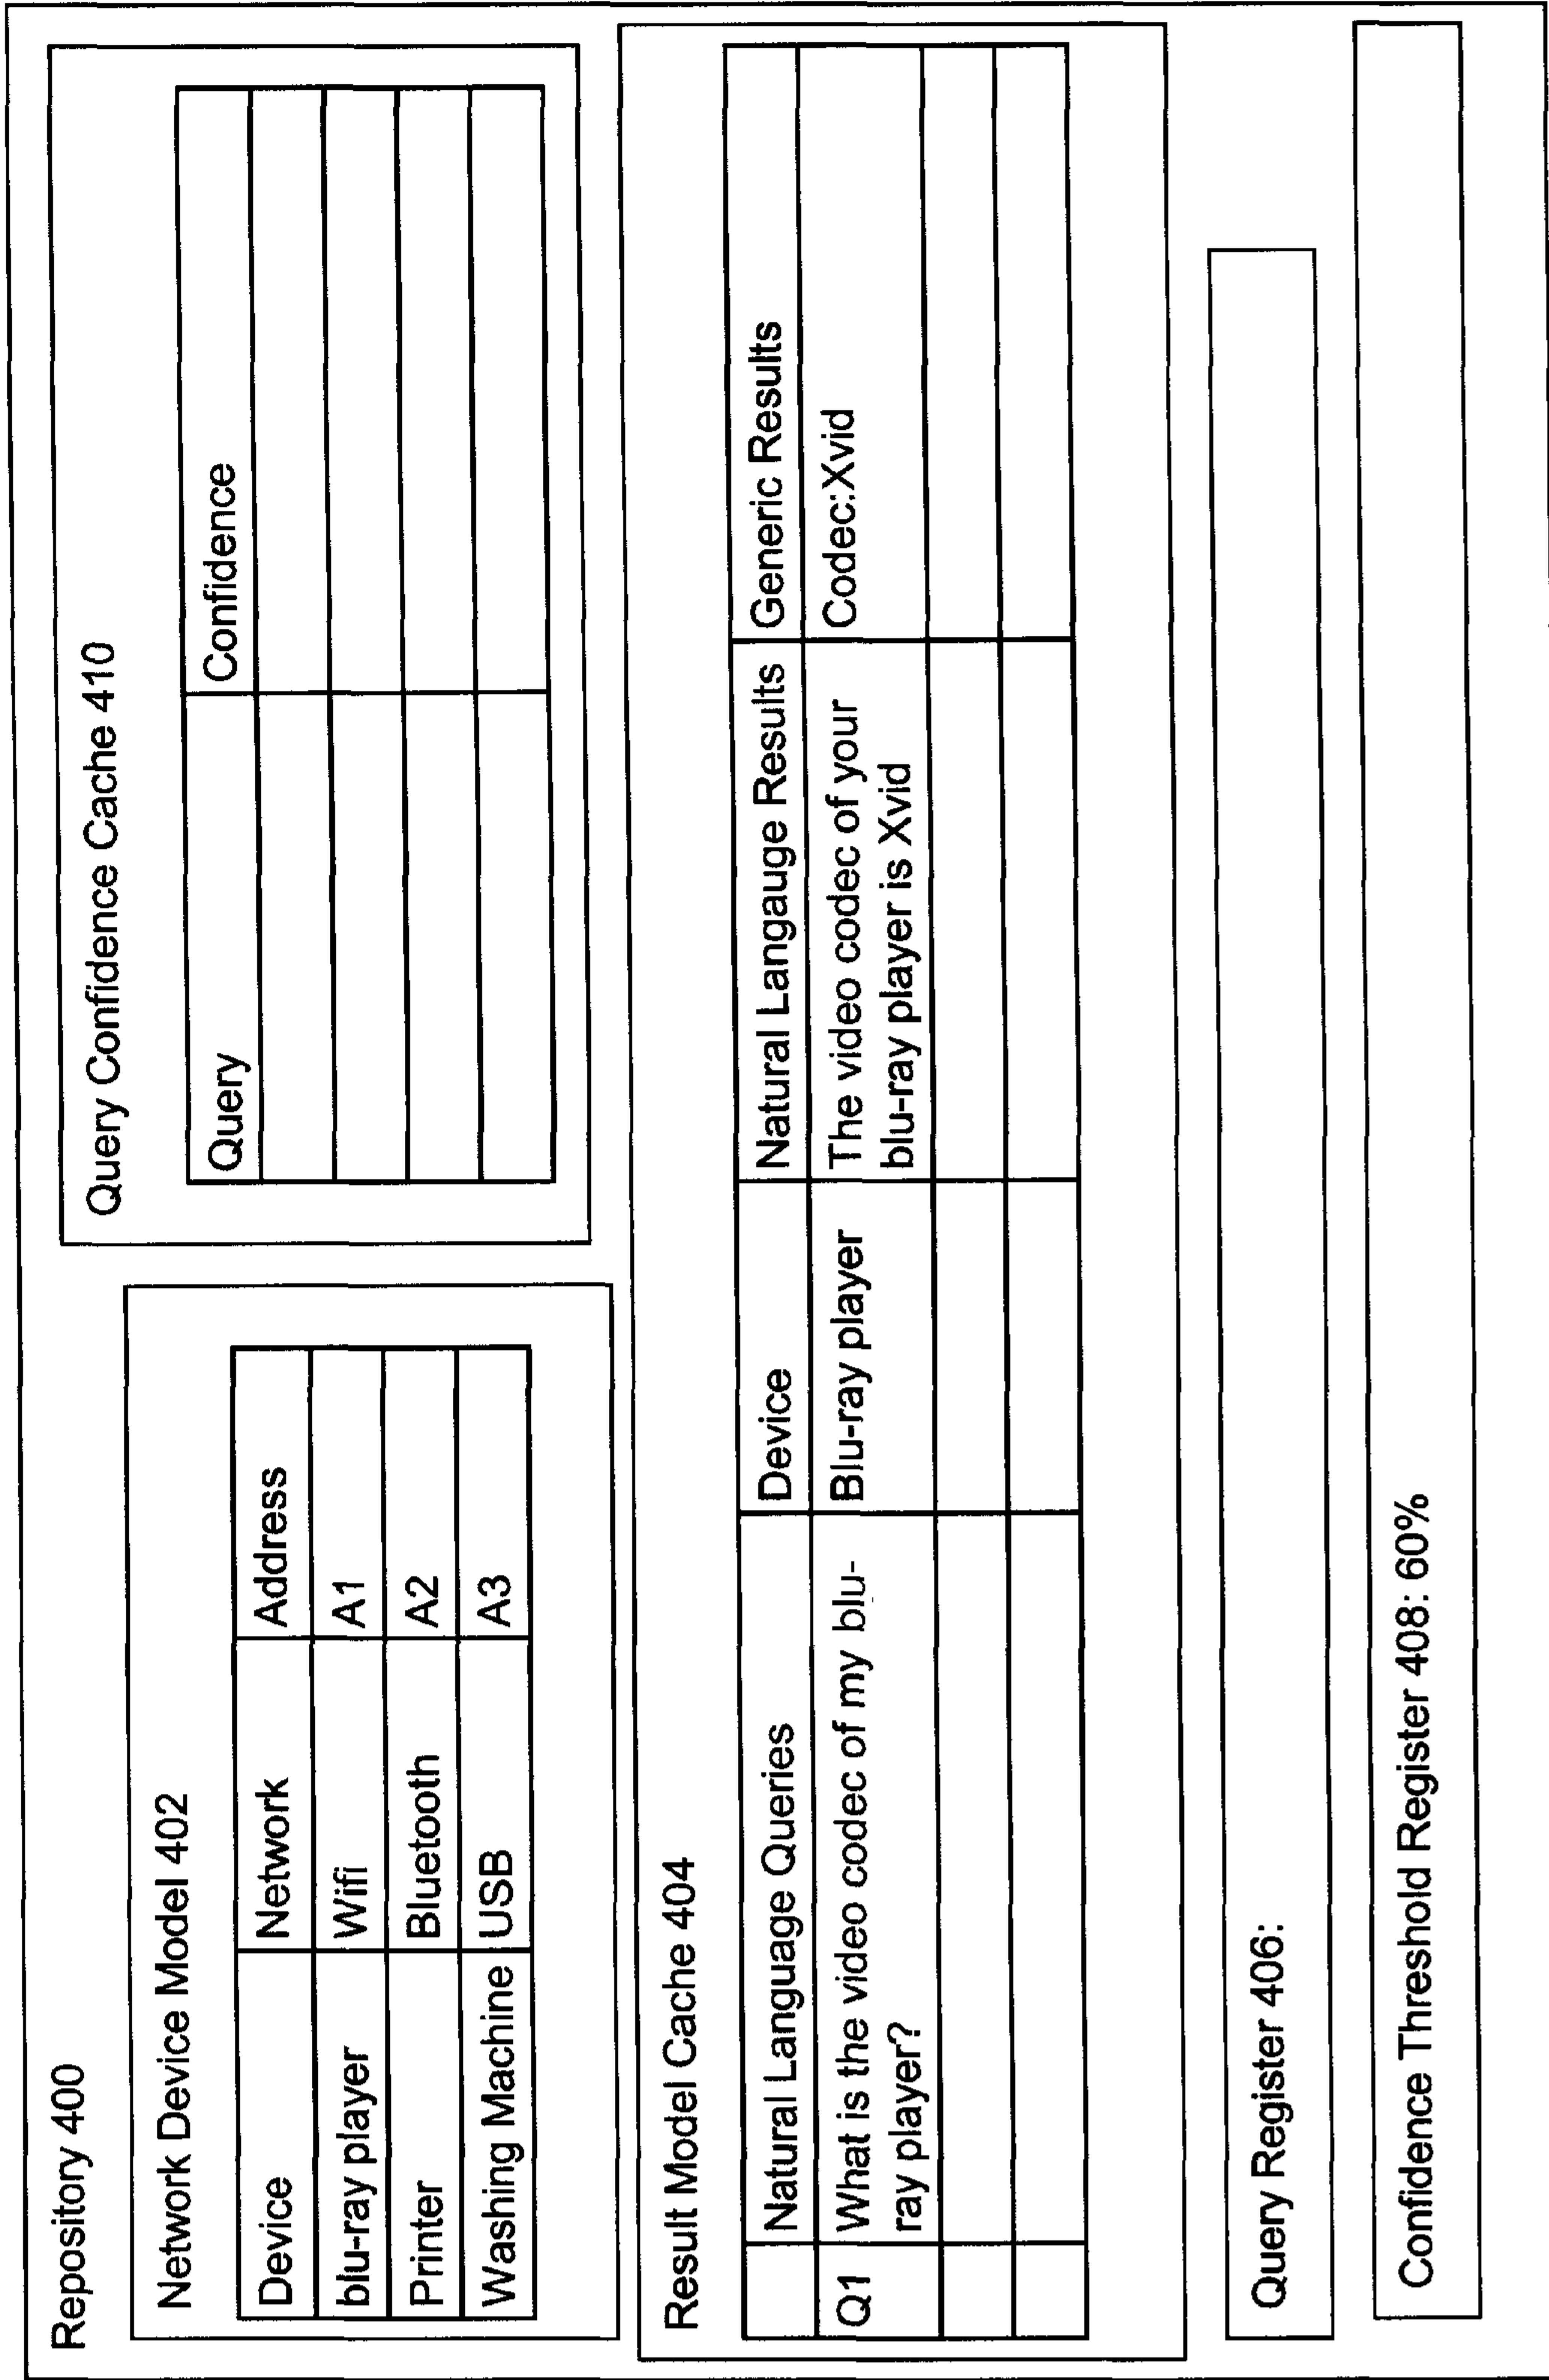 Repository 400
Network Device Model 402
Device Network Address
blu-ray player Wifi A1
Printer Bluetooth A2
Washing Machine USB A3
Query Confidence Cache 410
Query Confidence
Result Model Cache 404
Natural Language Queries Device Natural Langauge Results Generic Results
Q1 What is the video codec of my blu- Blu-ray player The video codec of your Codec:Xvid
ray player? blu-ray player is Xvid
Query Register 406:
Confidence Threshold Register 408: 60%